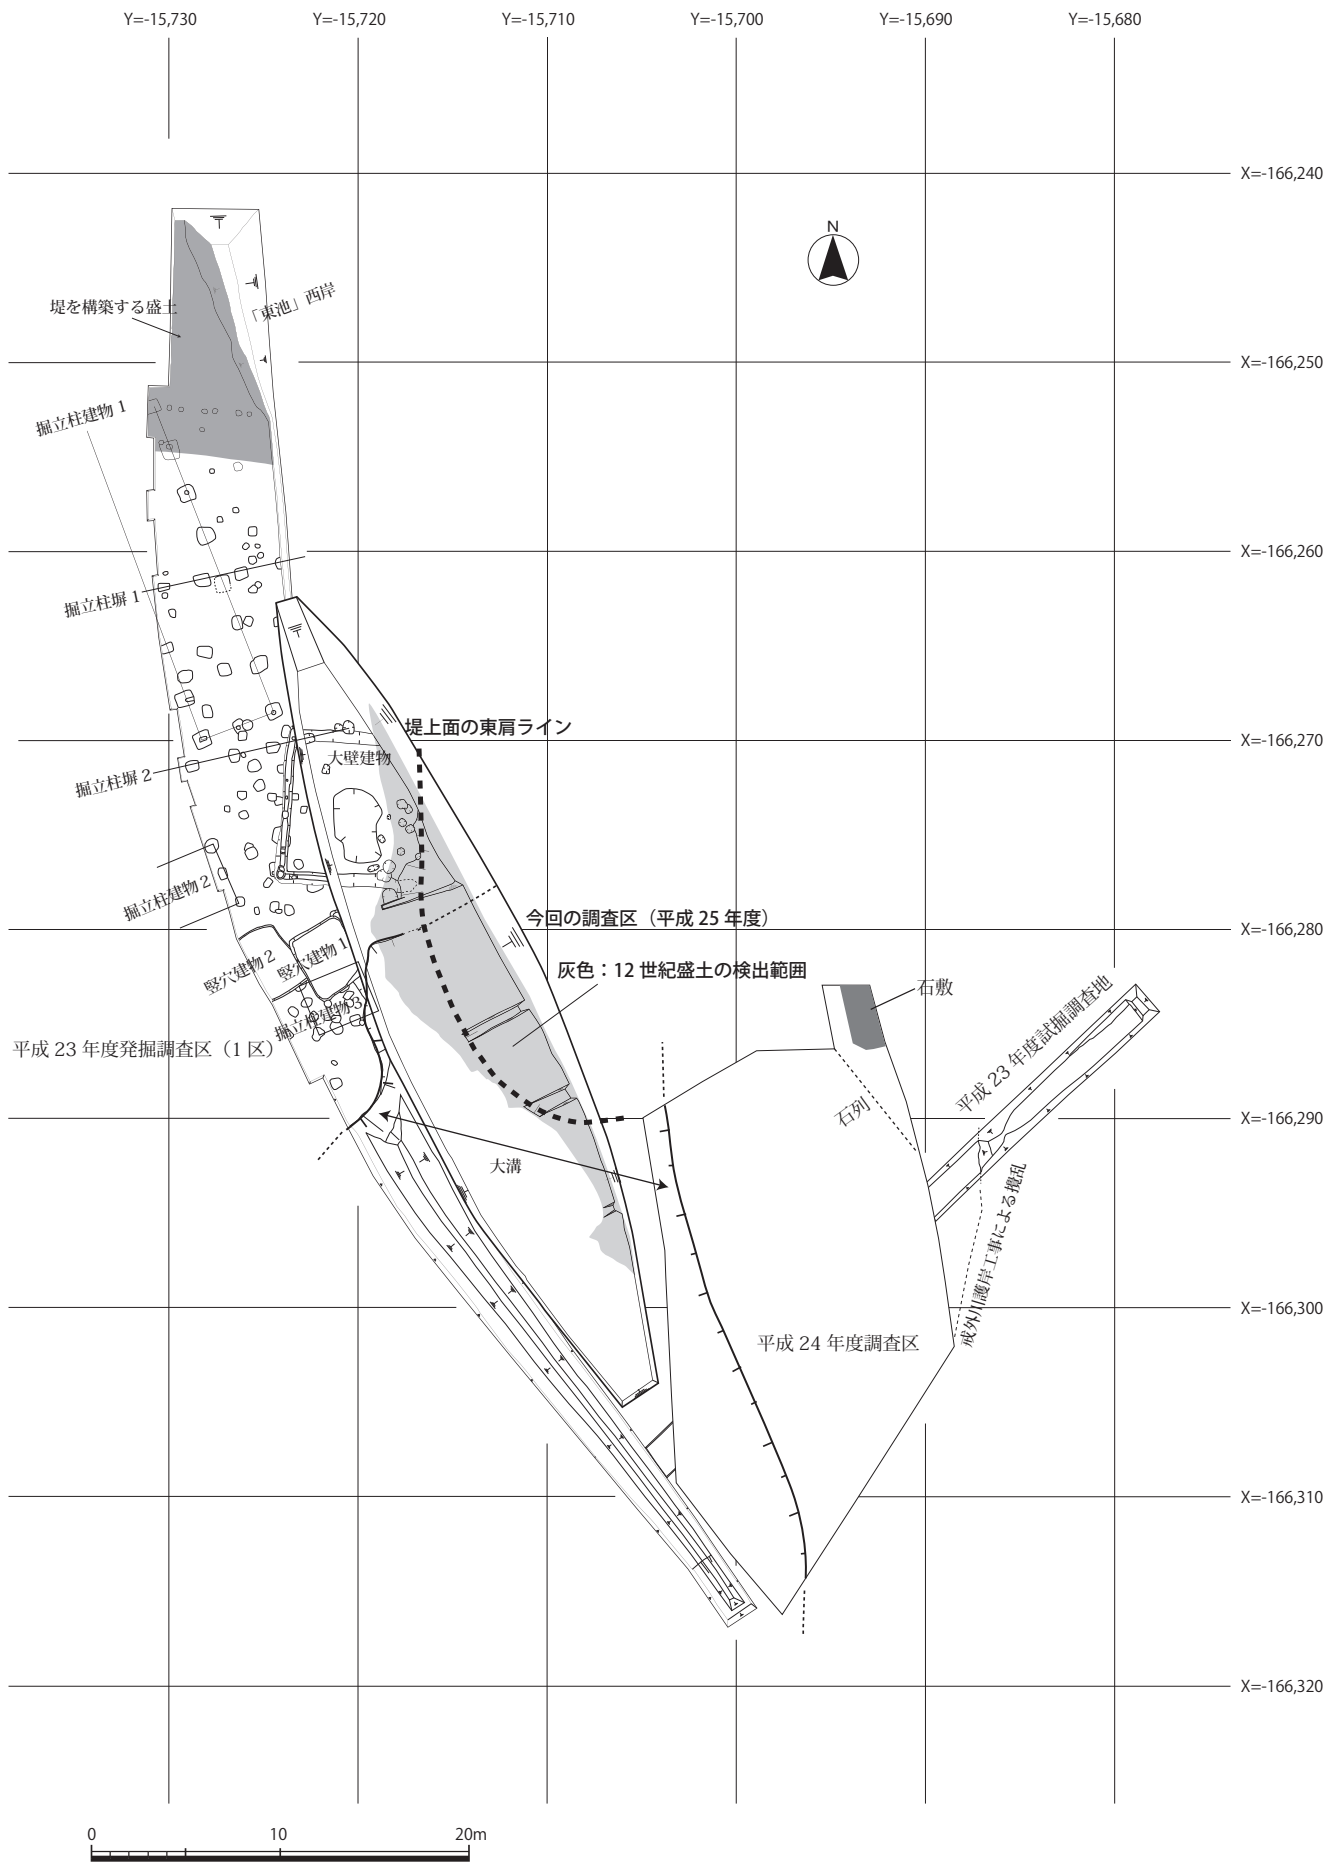 Y=-15,730
Y=-15,720
Y=-15,710
Y=-15,700
Y=-15,690
Y=-15,680
X=-166,240
N
堤を構築する盛土
「東池」西岸
X=-166,250
掘立柱建物 1
X=-166,260
掘立柱塀 1
堤上面の東肩ライン
X=-166,270
大壁建物
掘立柱塀 2
掘立柱建物 2
今回の調査区（平成 25 年度）
X=-166,280
竪穴建物 2
竪穴建物 1
灰色：12 世紀盛土の検出範囲
石敷
掘立柱建物 3
平成 23 年度発掘調査区（1 区）
平成 23 年度試掘調査地
石列
X=-166,290
大溝
戒外川護岸工事による攪乱
X=-166,300
平成 24 年度調査区
X=-166,310
X=-166,320
0
10
20m